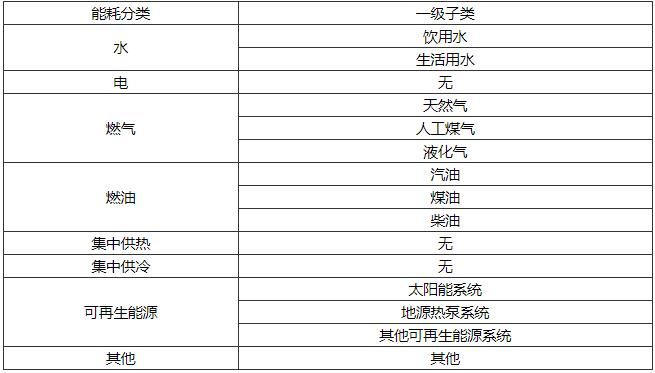 能耗分类 一级子类
水 饮用水
生活用水
电 无
燃气 天然气
人工煤气
液化气
燃油 汽油
煤油
柴油
集中供热 无
集中供冷 无
可再生能源 太阳能系统
地源热泵系统
其他可再生能源系统
其他 其他